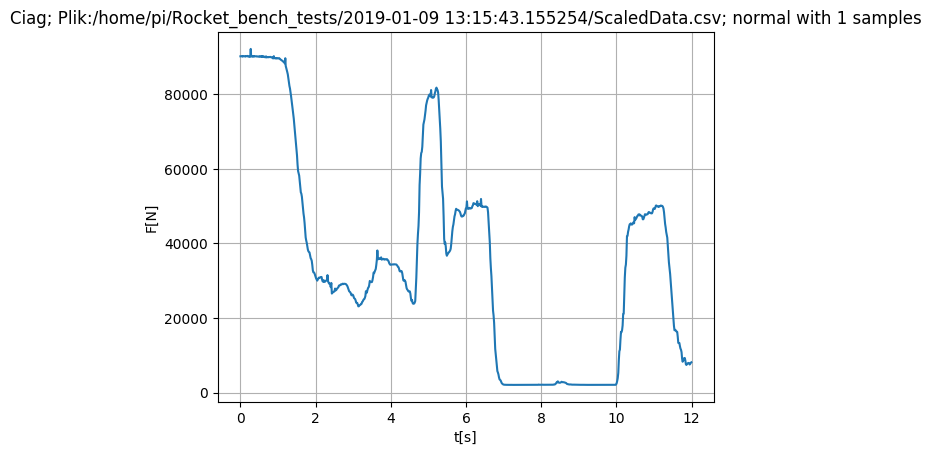 Ciag; Plik:/home/pi/Rocket_bench_tests/2019-01-09 13:15:43.155254/ScaledData.csv; normal with 1 samples
80000
60000
40000
20000
0
F[N]
0 2 4 6 8 10 12
t[s]